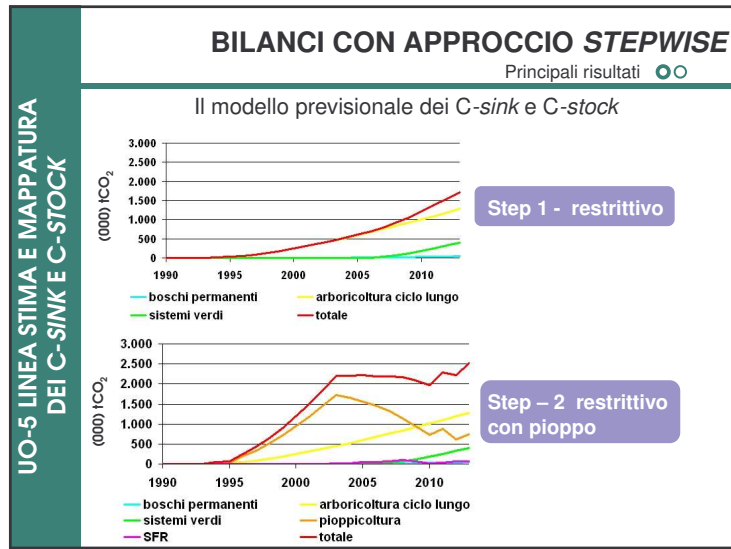 BILANCI CON APPROCCIO STEPWISE
Principali risultati
UO-5 LINEA STIMA E MAPPATURA
DEI C-SINK E C-STOCK
Il modello previsionale dei C-sink e C-stock
(000) tCO2
3.000
2.500
2.000
1.500
1.000
500
0
1990 1995 2000 2005 2010
boschi permanenti arboricoltura ciclo lungo
sistemi verdi totale
Step 1 - restrittivo
(000) tCO2
3.000
2.500
2.000
1.500
1.000
500
0
1990 1995 2000 2005 2010
boschi permanenti arboricoltura ciclo lungo
sistemi verdi pioppicoltura
SFR totale
Step – 2 restrittivo
con pioppo